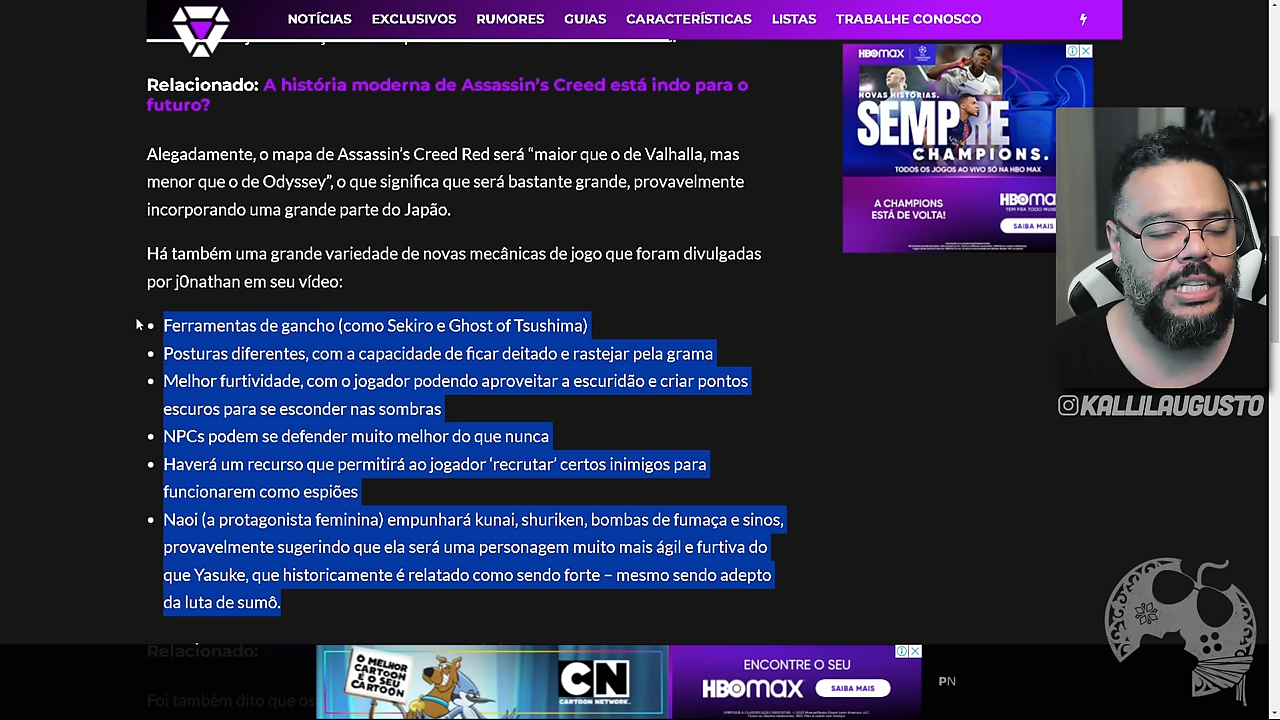 NOTÍCIAS EXCLUSIVOS RUMORES GUIAS CARACTERÍSTICAS LISTAS TRABALHE CONOSCO
Relacionado: A história moderna de Assassin's Creed está indo para o
futuro?
Alegadamente, o mapa de Assassin's Creed Red será “maior que o de Valhalla, mas
menor que o de Odyssey”, o que significa que será bastante grande, provavelmente
incorporando uma grande parte do Japão.
Há também uma grande variedade de novas mecânicas de jogo que foram divulgadas
por j0nathan em seu vídeo:
Ferramentas de gancho (como Sekiro e Ghost of Tsushima)
Posturas diferentes, com a capacidade de ficar deitado e rastejar pela grama
Melhor furtividade, com o jogador podendo aproveitar a escuridão e criar pontos
escuros para se esconder nas sombras
NPCs podem se defender muito melhor do que nunca
Haverá um recurso que permitirá ao jogador ‘recrutar’ certos inimigos para
funcionarem como espiões
Naoi (a protagonista feminina) empunhará kunai, shuriken, bombas de fumaça e sinos,
provavelmente sugerindo que ela será uma personagem muito mais ágil e furtiva do
que Yasuke, que historicamente é relatado como sendo forte – mesmo sendo adepto
da luta de sumô.
Relacionado:
Foi também dito que os
HBOMAX
NOVAS HISTÓRIAS.
SEMPRE
CHAMPIONS.
TODOS OS JOGOS AO VIVO SÓ NA HBO MAX
A CHAMPIONS
ESTÁ DE VOLTA!
HBOMA
TEM PRA TODO MUN
SAIBA MAIS
KALLILAUGUSTO
O MELHOR
CARTOON
É O SEU
CARTOON
CN
CARTOON NETWORK.
ENCONTRE O SEU
HBOMAX
SAIBA MAIS
PN